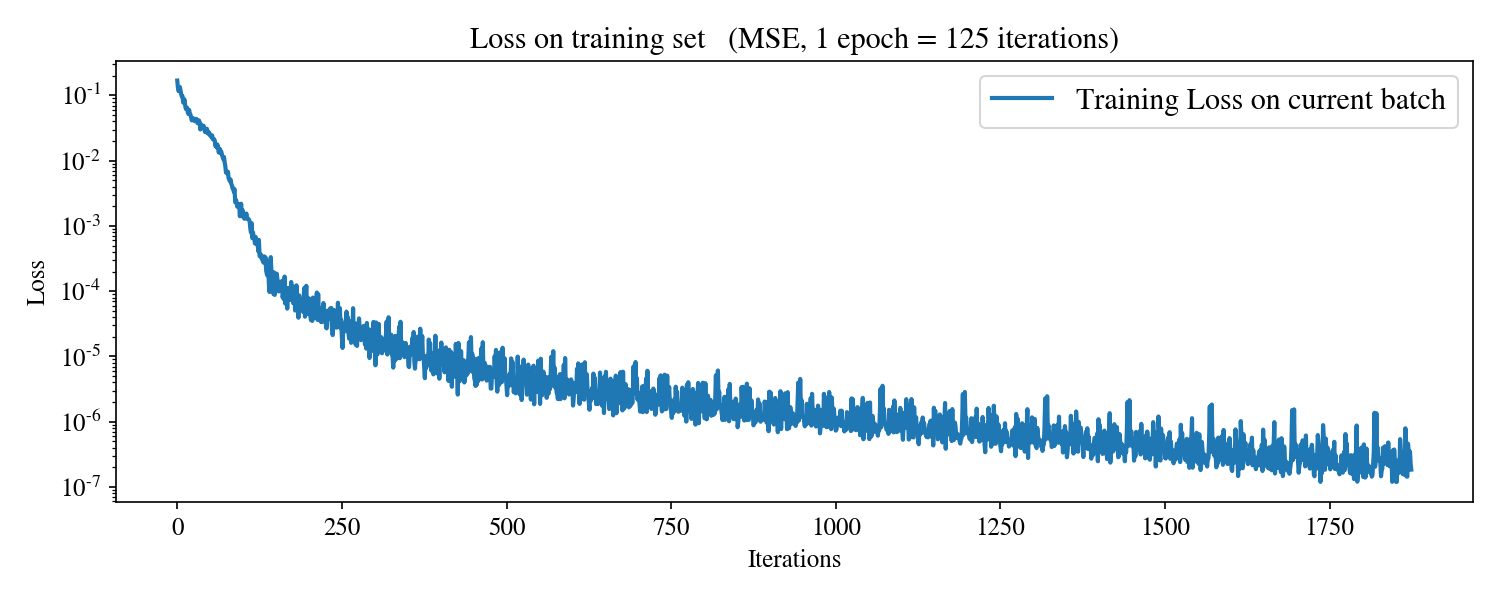 Loss on training set   (MSE, 1 epoch = 125 iterations)
Training Loss on current batch
10⁻¹
10⁻²
10⁻³
10⁻⁴
10⁻⁵
10⁻⁶
10⁻⁷
Loss
0 250 500 750 1000 1250 1500 1750
Iterations